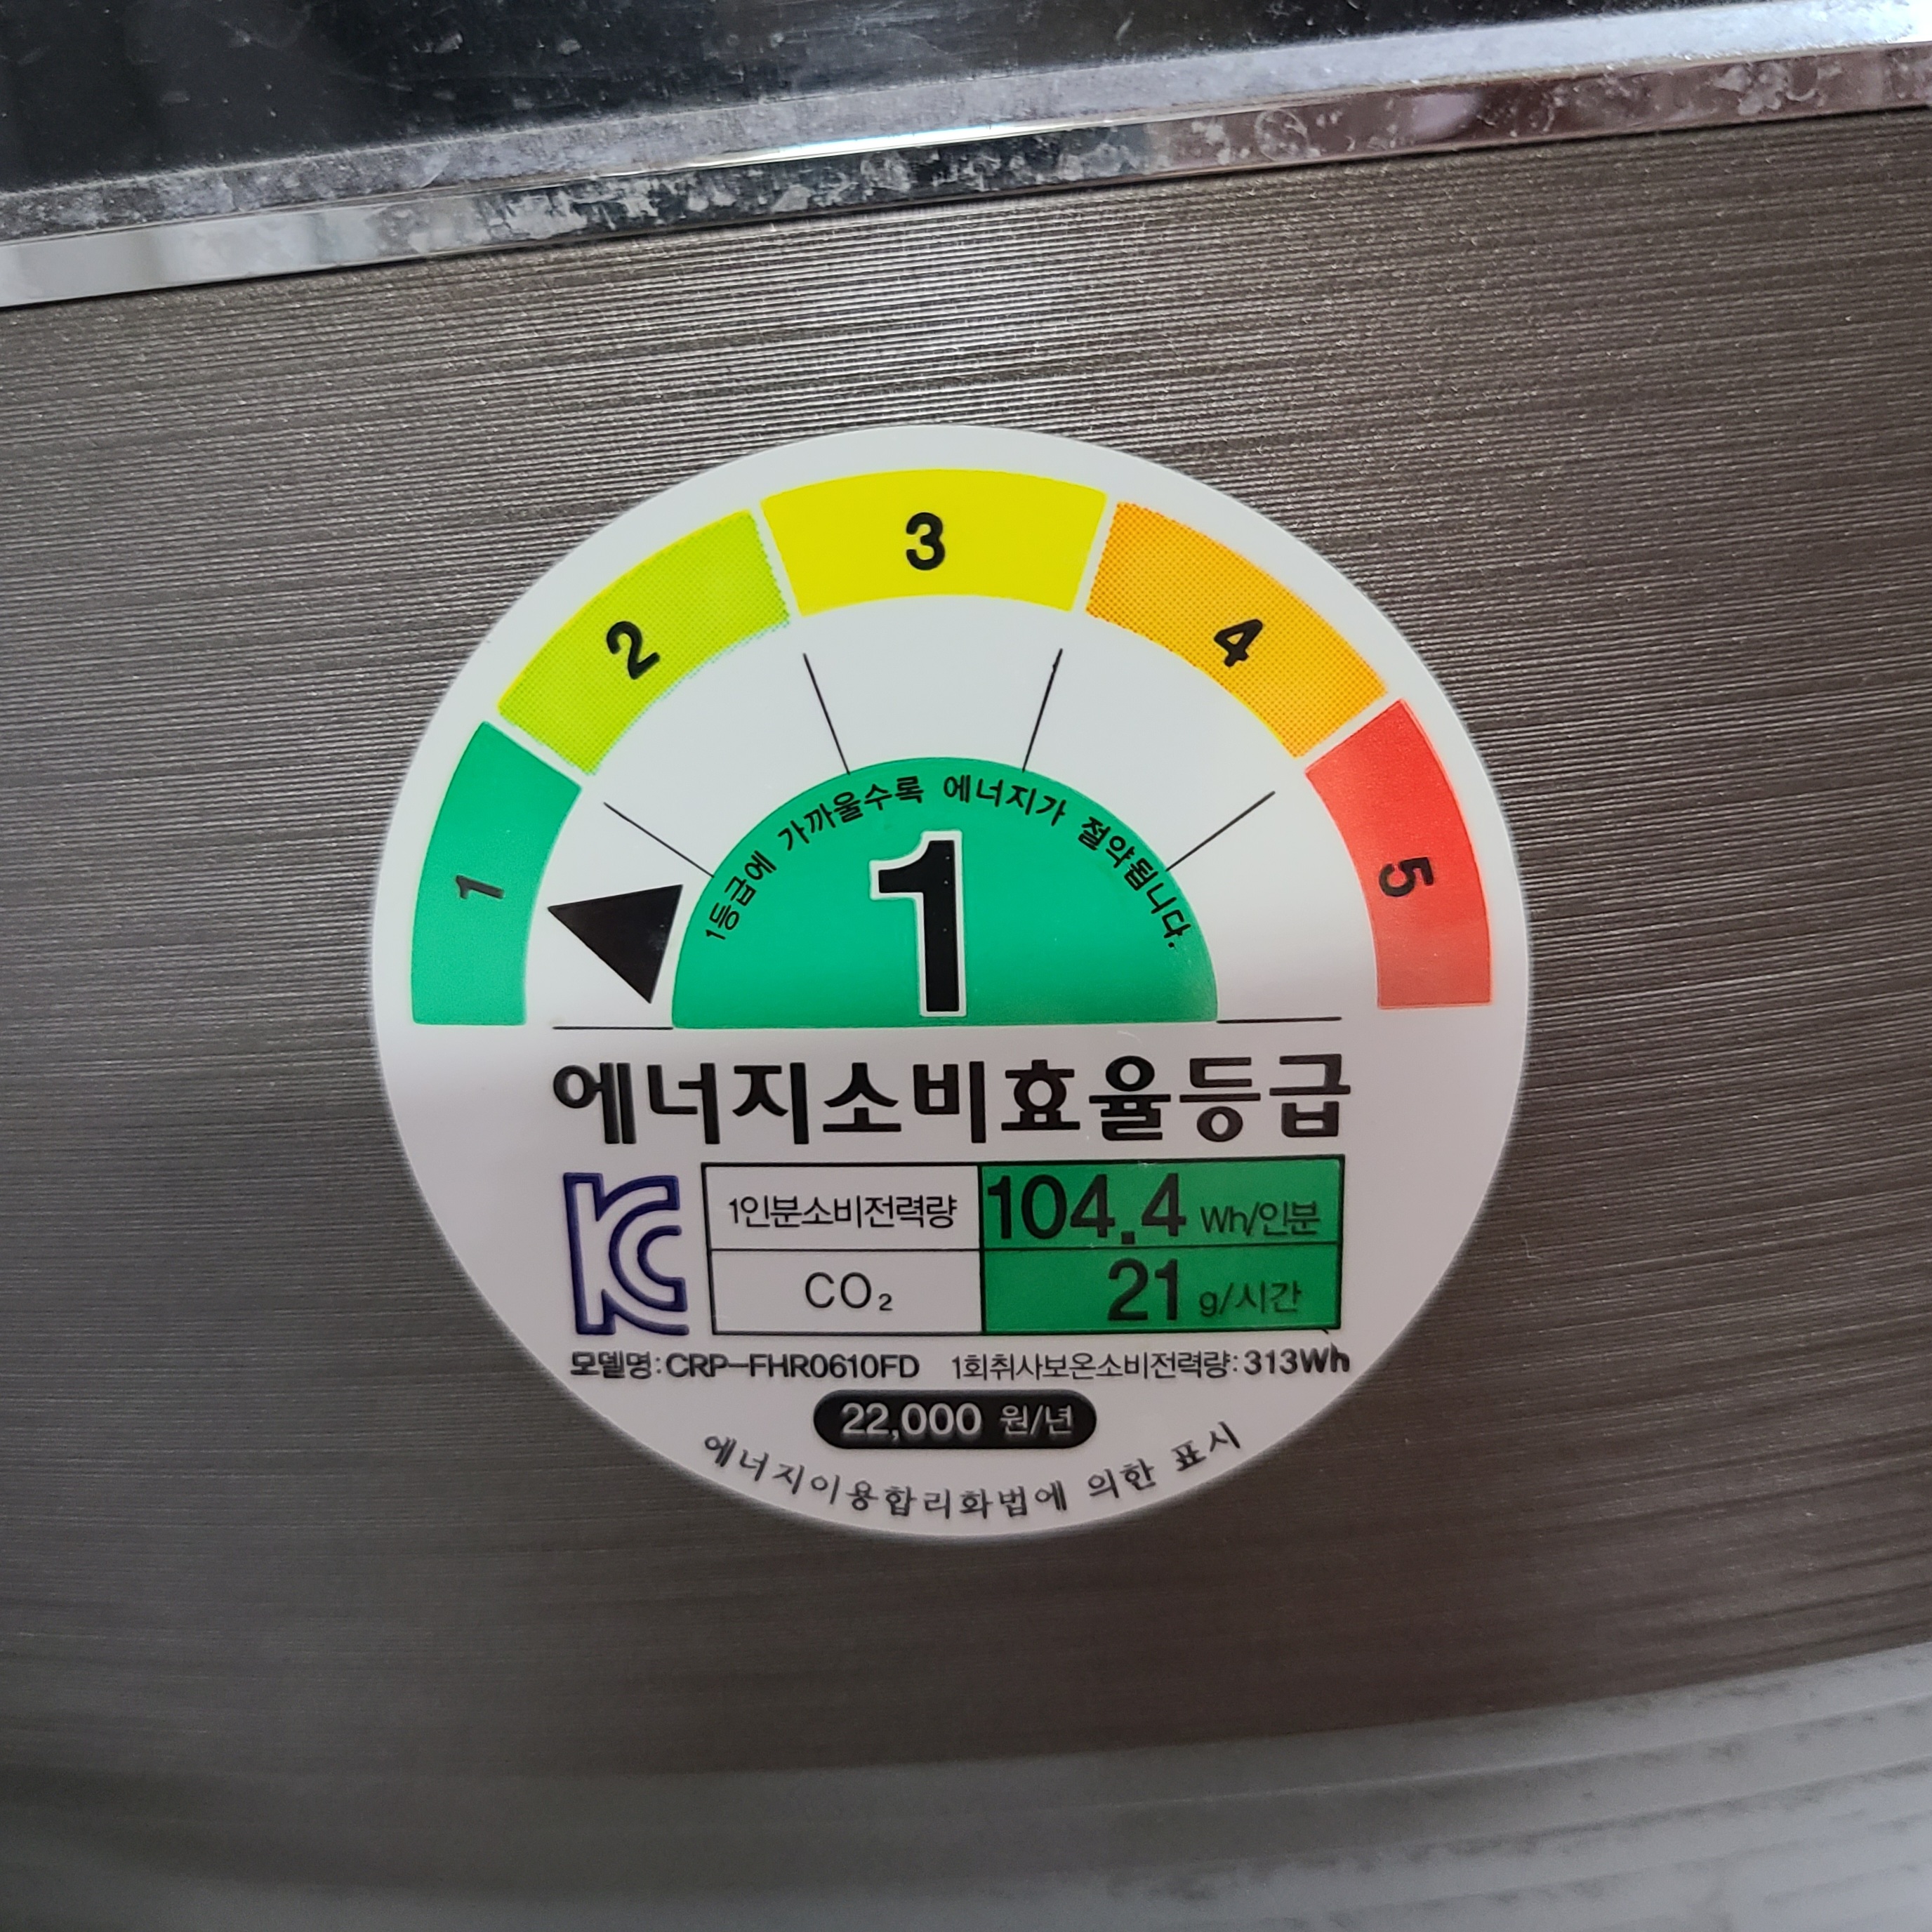 1
2
3
4
5
1등급에 가까울수록 에너지가 절약됩니다.
1
에너지소비효율등급
KC
1인분소비전력량 104.4 Wh/인분
CO₂ 21 g/시간
모델명:CRP-FHR0610FD 1회취사보온소비전력량:313Wh
22,000 원/년
에너지이용합리화법에 의한 표시